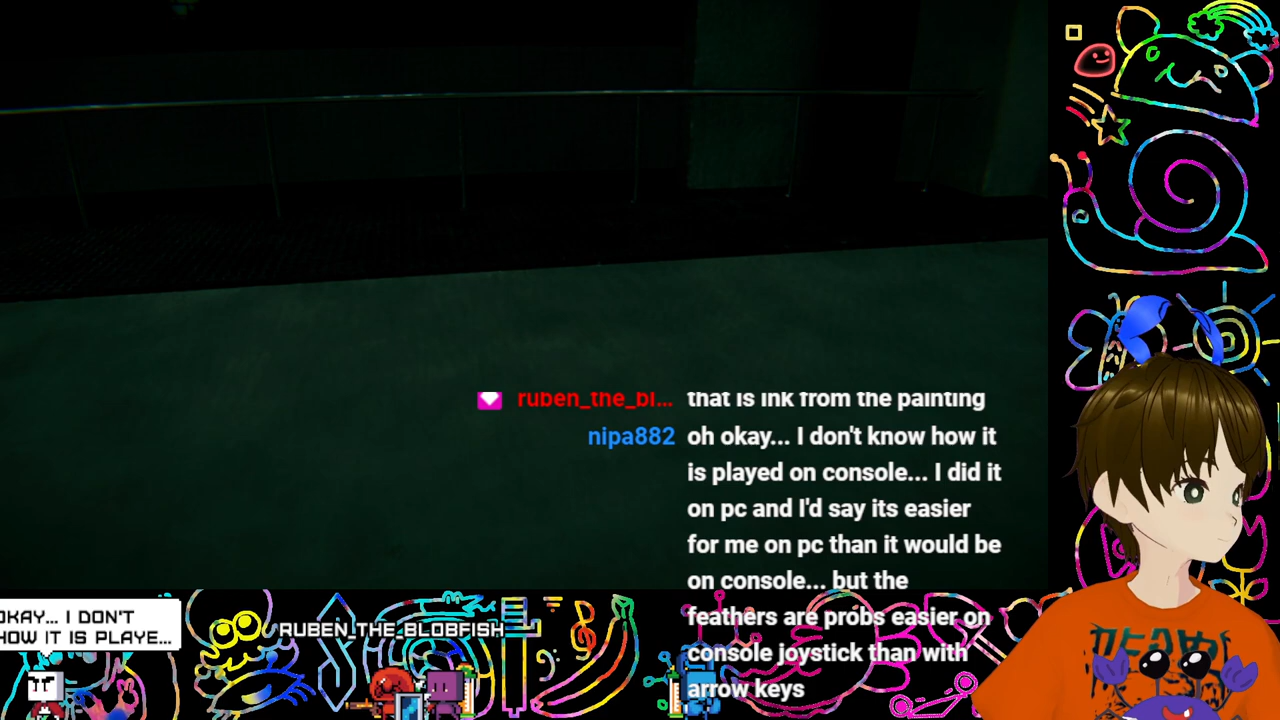 ruben_the_bl... that is ink from the painting
nipa882 oh okay... I don't know how it
is played on console... I did it
on pc and I'd say its easier
for me on pc than it would be
on console... but the
feathers are probs easier on
console joystick than with
arrow keys
OKAY... I DON'T
HOW IT IS PLAYE...
RUBEN_THE_BLOBFISH